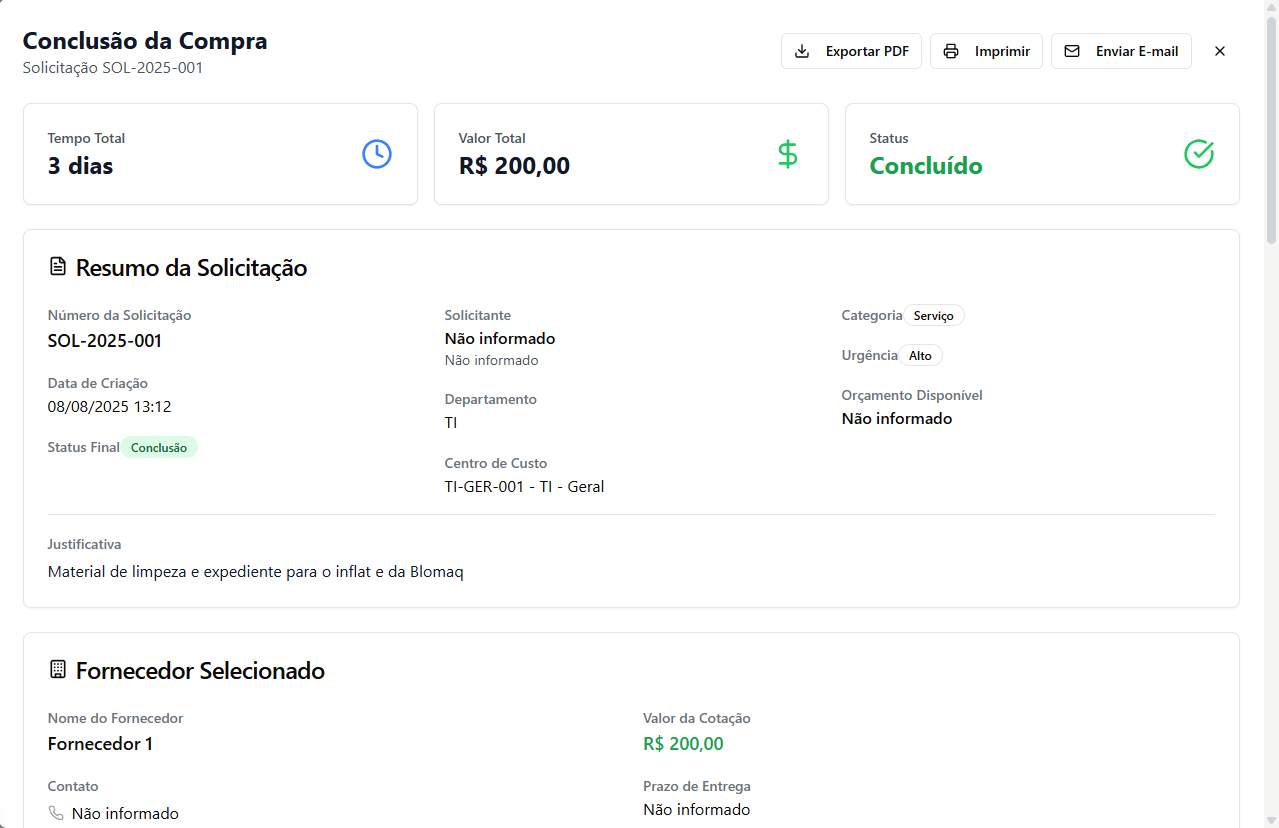 Conclusão da Compra
Solicitação SOL-2025-001
Exportar PDF
Imprimir
Enviar E-mail
Tempo Total
3 dias
Valor Total
R$ 200,00
Status
Concluído
Resumo da Solicitação
Número da Solicitação
SOL-2025-001
Data de Criação
08/08/2025 13:12
Status Final Conclusão
Solicitante
Não informado
Não informado
Departamento
TI
Centro de Custo
TI-GER-001 - TI - Geral
Categoria Serviço
Urgência Alto
Orçamento Disponível
Não informado
Justificativa
Material de limpeza e expediente para o inflat e da Blomaq
Fornecedor Selecionado
Nome do Fornecedor
Fornecedor 1
Contato
Não informado
Valor da Cotação
R$ 200,00
Prazo de Entrega
Não informado